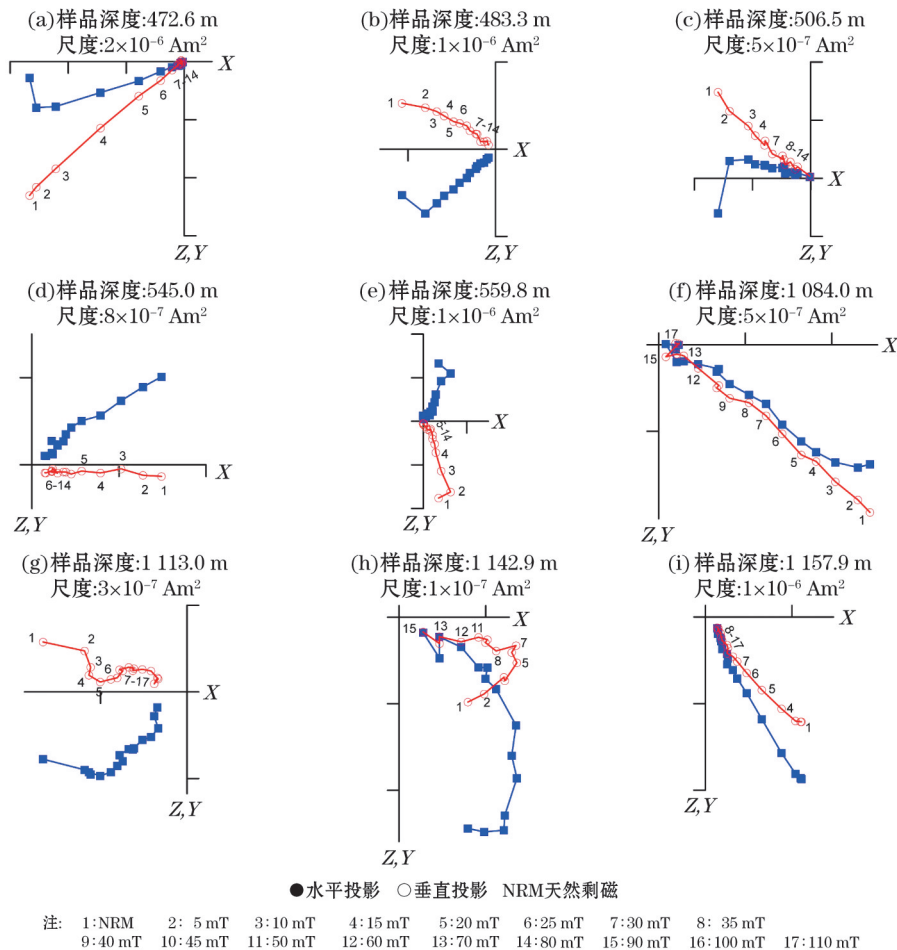 (a)样品深度:472.6 m
尺度:2×10⁻⁶ Am²
X
1
2
3
4
5
6
7-14
Z,Y
(b)样品深度:483.3 m
尺度:1×10⁻⁶ Am²
1
2
3
4
5
6
7-14
X
Z,Y
(c)样品深度:506.5 m
尺度:5×10⁻⁷ Am²
1
2
3
4
7
8-14
X
Z,Y
(d)样品深度:545.0 m
尺度:8×10⁻⁷ Am²
X
6-14
5
4
3
2
1
Z,Y
(e)样品深度:559.8 m
尺度:1×10⁻⁶ Am²
X
5-14
4
3
2
1
Z,Y
(f)样品深度:1 084.0 m
尺度:5×10⁻⁷ Am²
X
17
15
13
12
9
8
7
6
5
4
3
2
1
Z,Y
(g)样品深度:1 113.0 m
尺度:3×10⁻⁷ Am²
1
2
3
4
5
6
7-17
X
Z,Y
(h)样品深度:1 142.9 m
尺度:1×10⁻⁷ Am²
X
15
13
12
11
8
7
5
2
1
Z,Y
(i)样品深度:1 157.9 m
尺度:1×10⁻⁶ Am²
X
8-17
7
6
5
4
1
Z,Y
●水平投影 ○垂直投影 NRM天然剩磁
注: 1:NRM 2: 5 mT 3:10 mT 4:15 mT 5:20 mT 6:25 mT 7:30 mT 8: 35 mT
9:40 mT 10:45 mT 11:50 mT 12:60 mT 13:70 mT 14:80 mT 15:90 mT 16:100 mT 17:110 mT